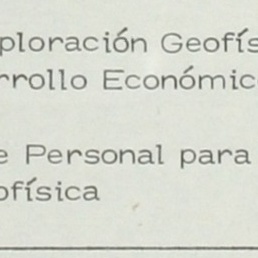 ploración Geofís
rrollo Económic
e Personal para
ofísica